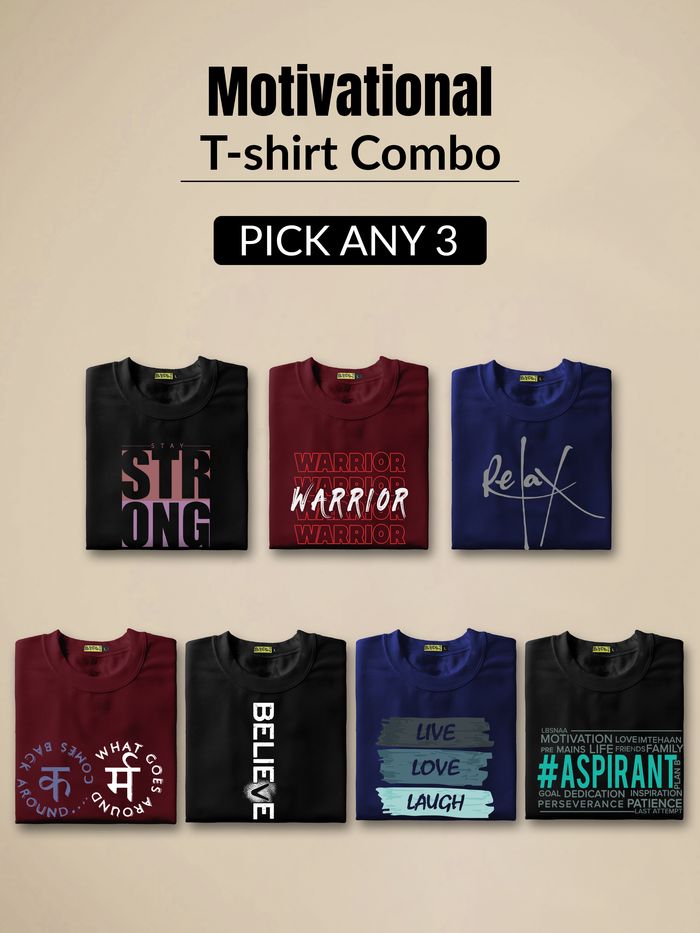 Motivational
T-shirt Combo
PICK ANY 3
STAY
STR
ONG
WARRIOR
WARRIOR
WARRIOR
WARRIOR
WARRIOR
Relax
WHAT GOES AROUND
COMES BACK AROUND....
क र्म
BELIEVE
LIVE
LOVE
LAUGH
LBSNAA
MOTIVATION LOVE IMTEHAAN
PRE MAINS LIFE FRIENDS FAMILY
#ASPIRANT
PLAN B
GOAL DEDICATION INSPIRATION
PERSEVERANCE PATIENCE
LAST ATTEMPT